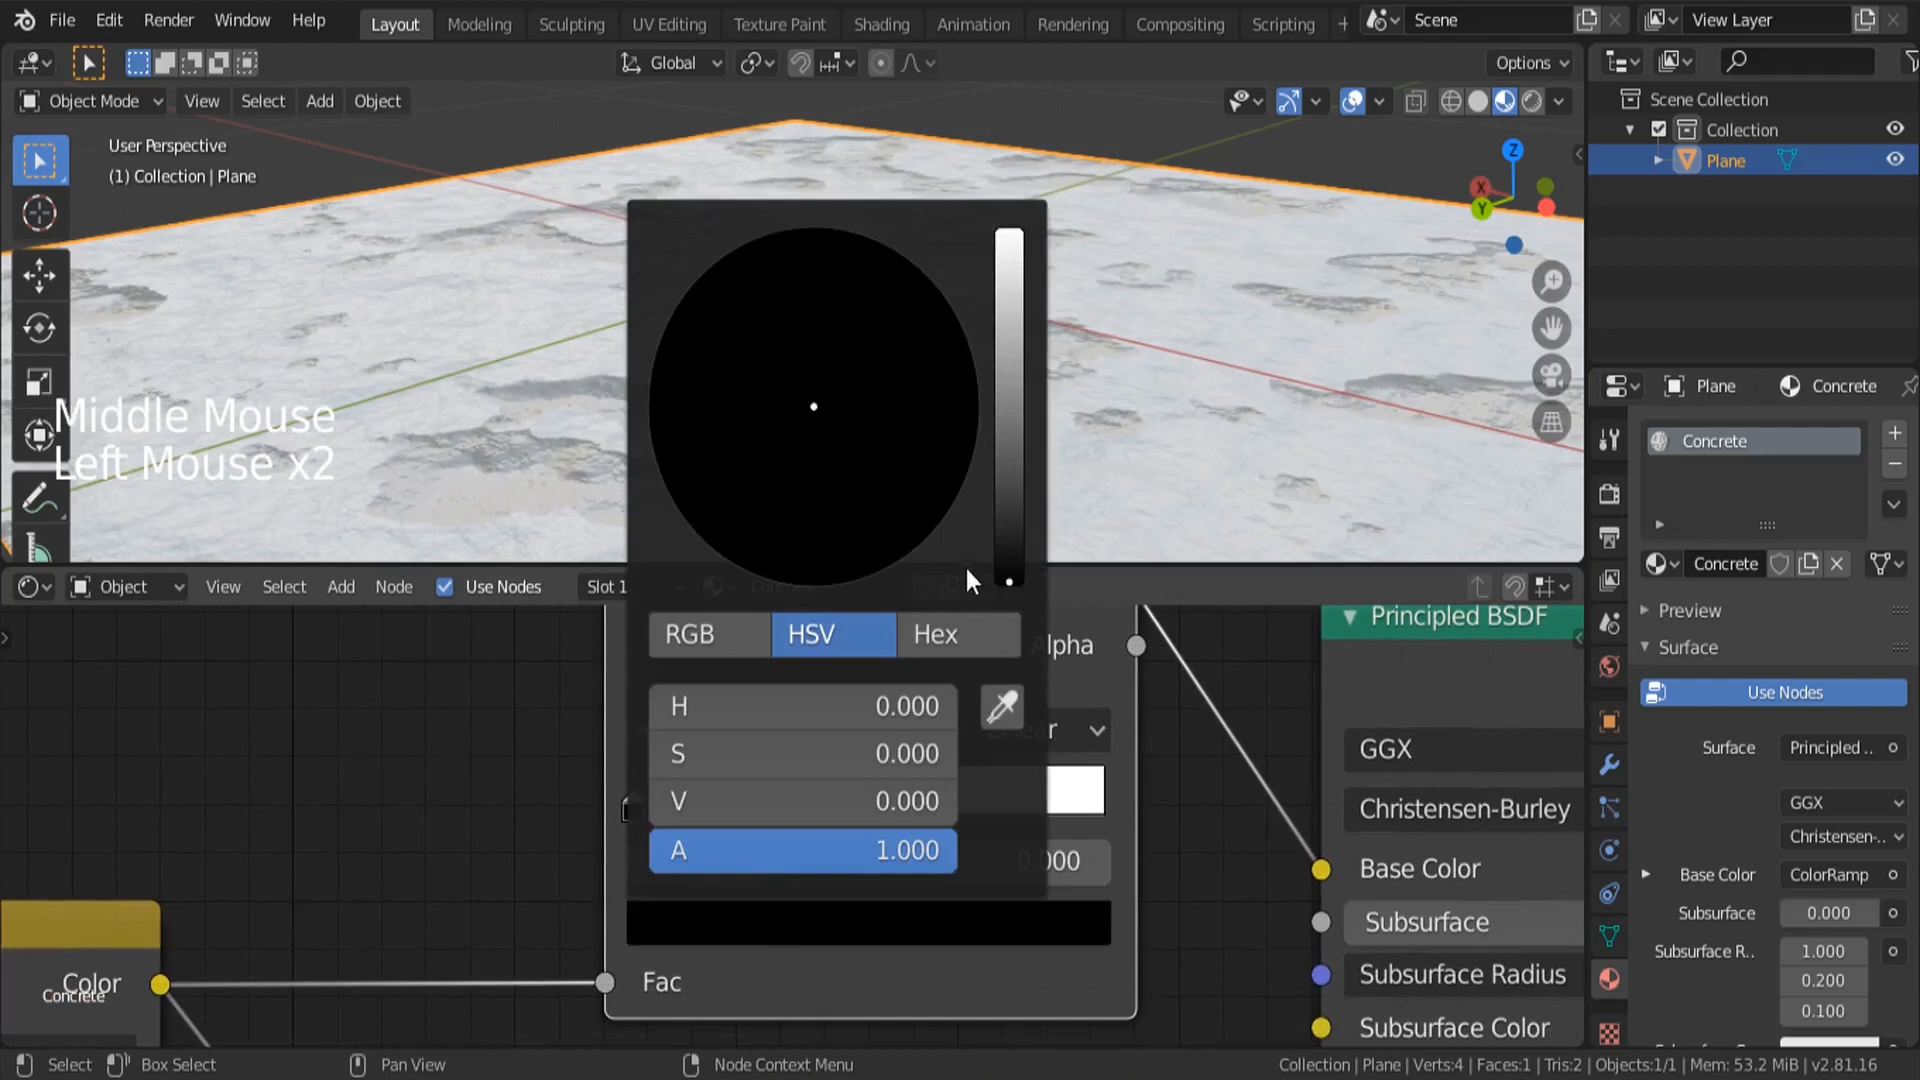 File Edit Render Window Help Layout Modeling Sculpting UV Editing Texture Paint Shading Animation Rendering Compositing Scripting + Scene View Layer
Global Options
Object Mode View Select Add Object
User Perspective
(1) Collection | Plane
Z
X
Y
Scene Collection
Collection
Plane
Middle Mouse
Left Mouse x2
Plane Concrete
Concrete
Concrete
Preview
Surface
Use Nodes
Surface Principled ..
GGX
Christensen-..
Base Color ColorRamp
Subsurface 0.000
Subsurface R.. 1.000
0.200
0.100
Object View Select Add Node Use Nodes Slot 1
RGB HSV Hex
H 0.000
S 0.000
V 0.000
A 1.000
lpha
r
.000
Fac
Color
Concrete
Principled BSDF
GGX
Christensen-Burley
Base Color
Subsurface
Subsurface Radius
Subsurface Color
Select Box Select Pan View Node Context Menu Collection | Plane | Verts:4 | Faces:1 | Tris:2 | Objects:1/1 | Mem: 53.2 MiB | v2.81.16